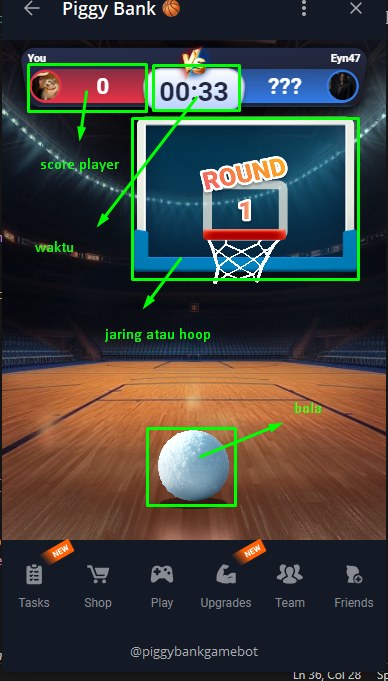 Piggy Bank
You
VS
Eyn47
0
00:33
???
score player
ROUND
1
waktu
jaring atau hoop
bola
NEW
NEW
Tasks
Shop
Play
Upgrades
Team
Friends
@piggybankgamebot
Ln 36, Col 28